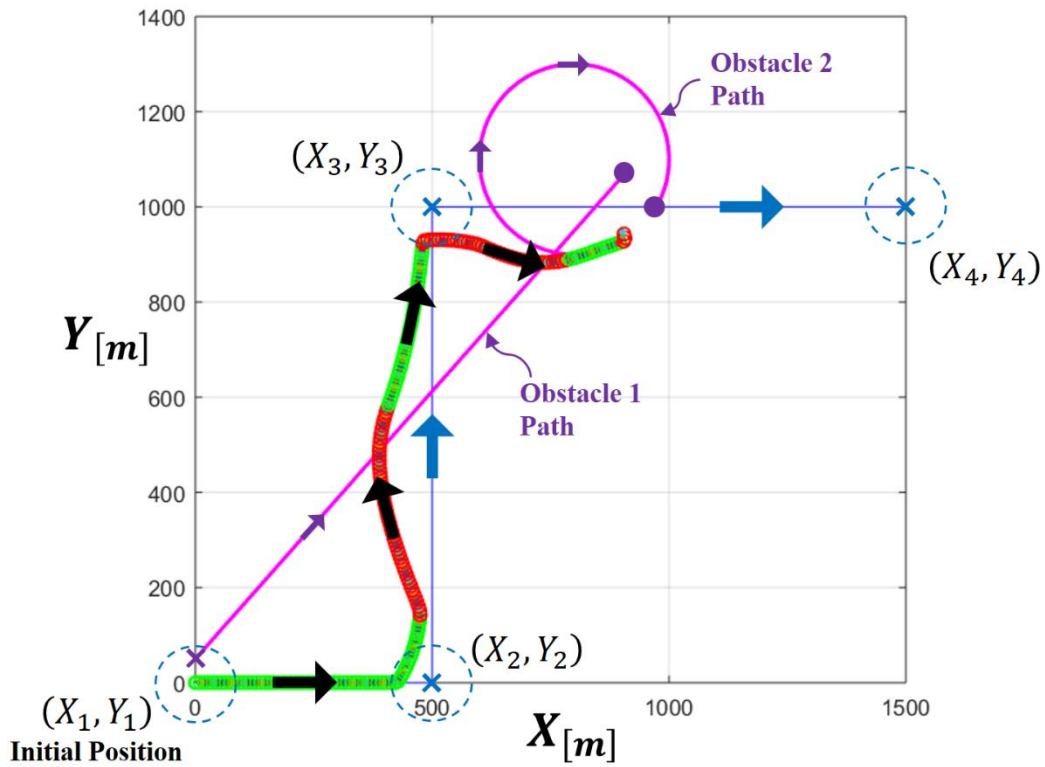 1400
1200
1000
800
600
400
200
0
Y[m]
0
500
1000
1500
X[m]
Obstacle 2
Path
(X3, Y3)
(X4, Y4)
Obstacle 1
Path
(X2, Y2)
(X1, Y1)
Initial Position